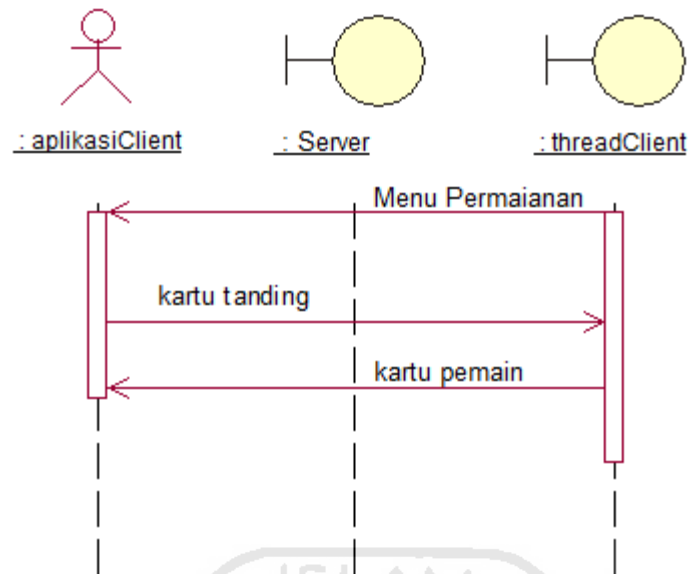 : aplikasiClient
: Server
: threadClient
Menu Permaianan
kartu tanding
kartu pemain